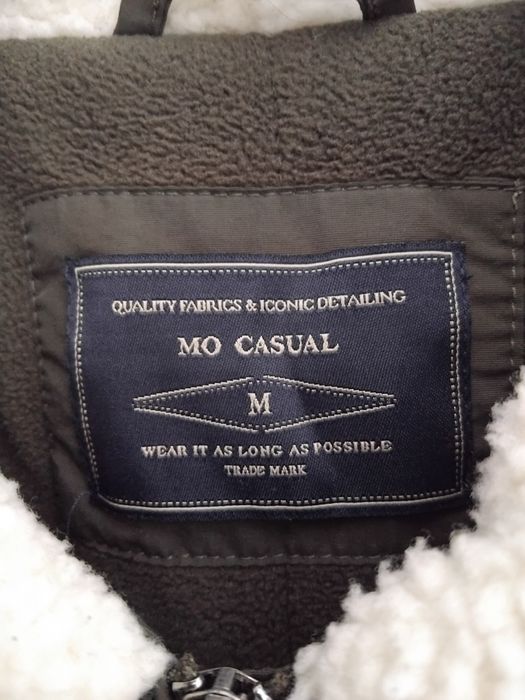 QUALITY FABRICS & ICONIC DETAILING
MO CASUAL
M
WEAR IT AS LONG AS POSSIBLE
TRADE MARK